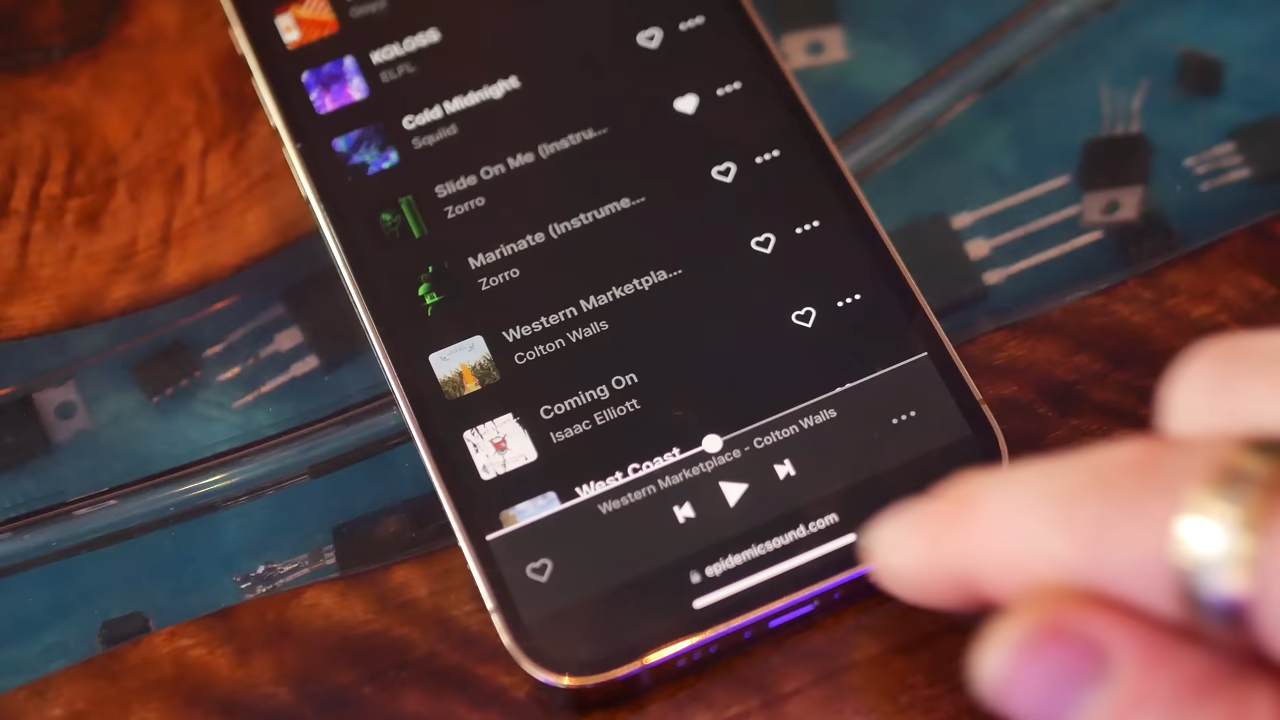 KGLOSS
ELFL
Cold Midnight
Squiid
Slide On Me (Instru...
Zorro
Marinate (Instrume...
Zorro
Western Marketpla...
Colton Walls
Coming On
Isaac Elliott
West Coast
Western Marketplace - Colton Walls
epidemicsound.com